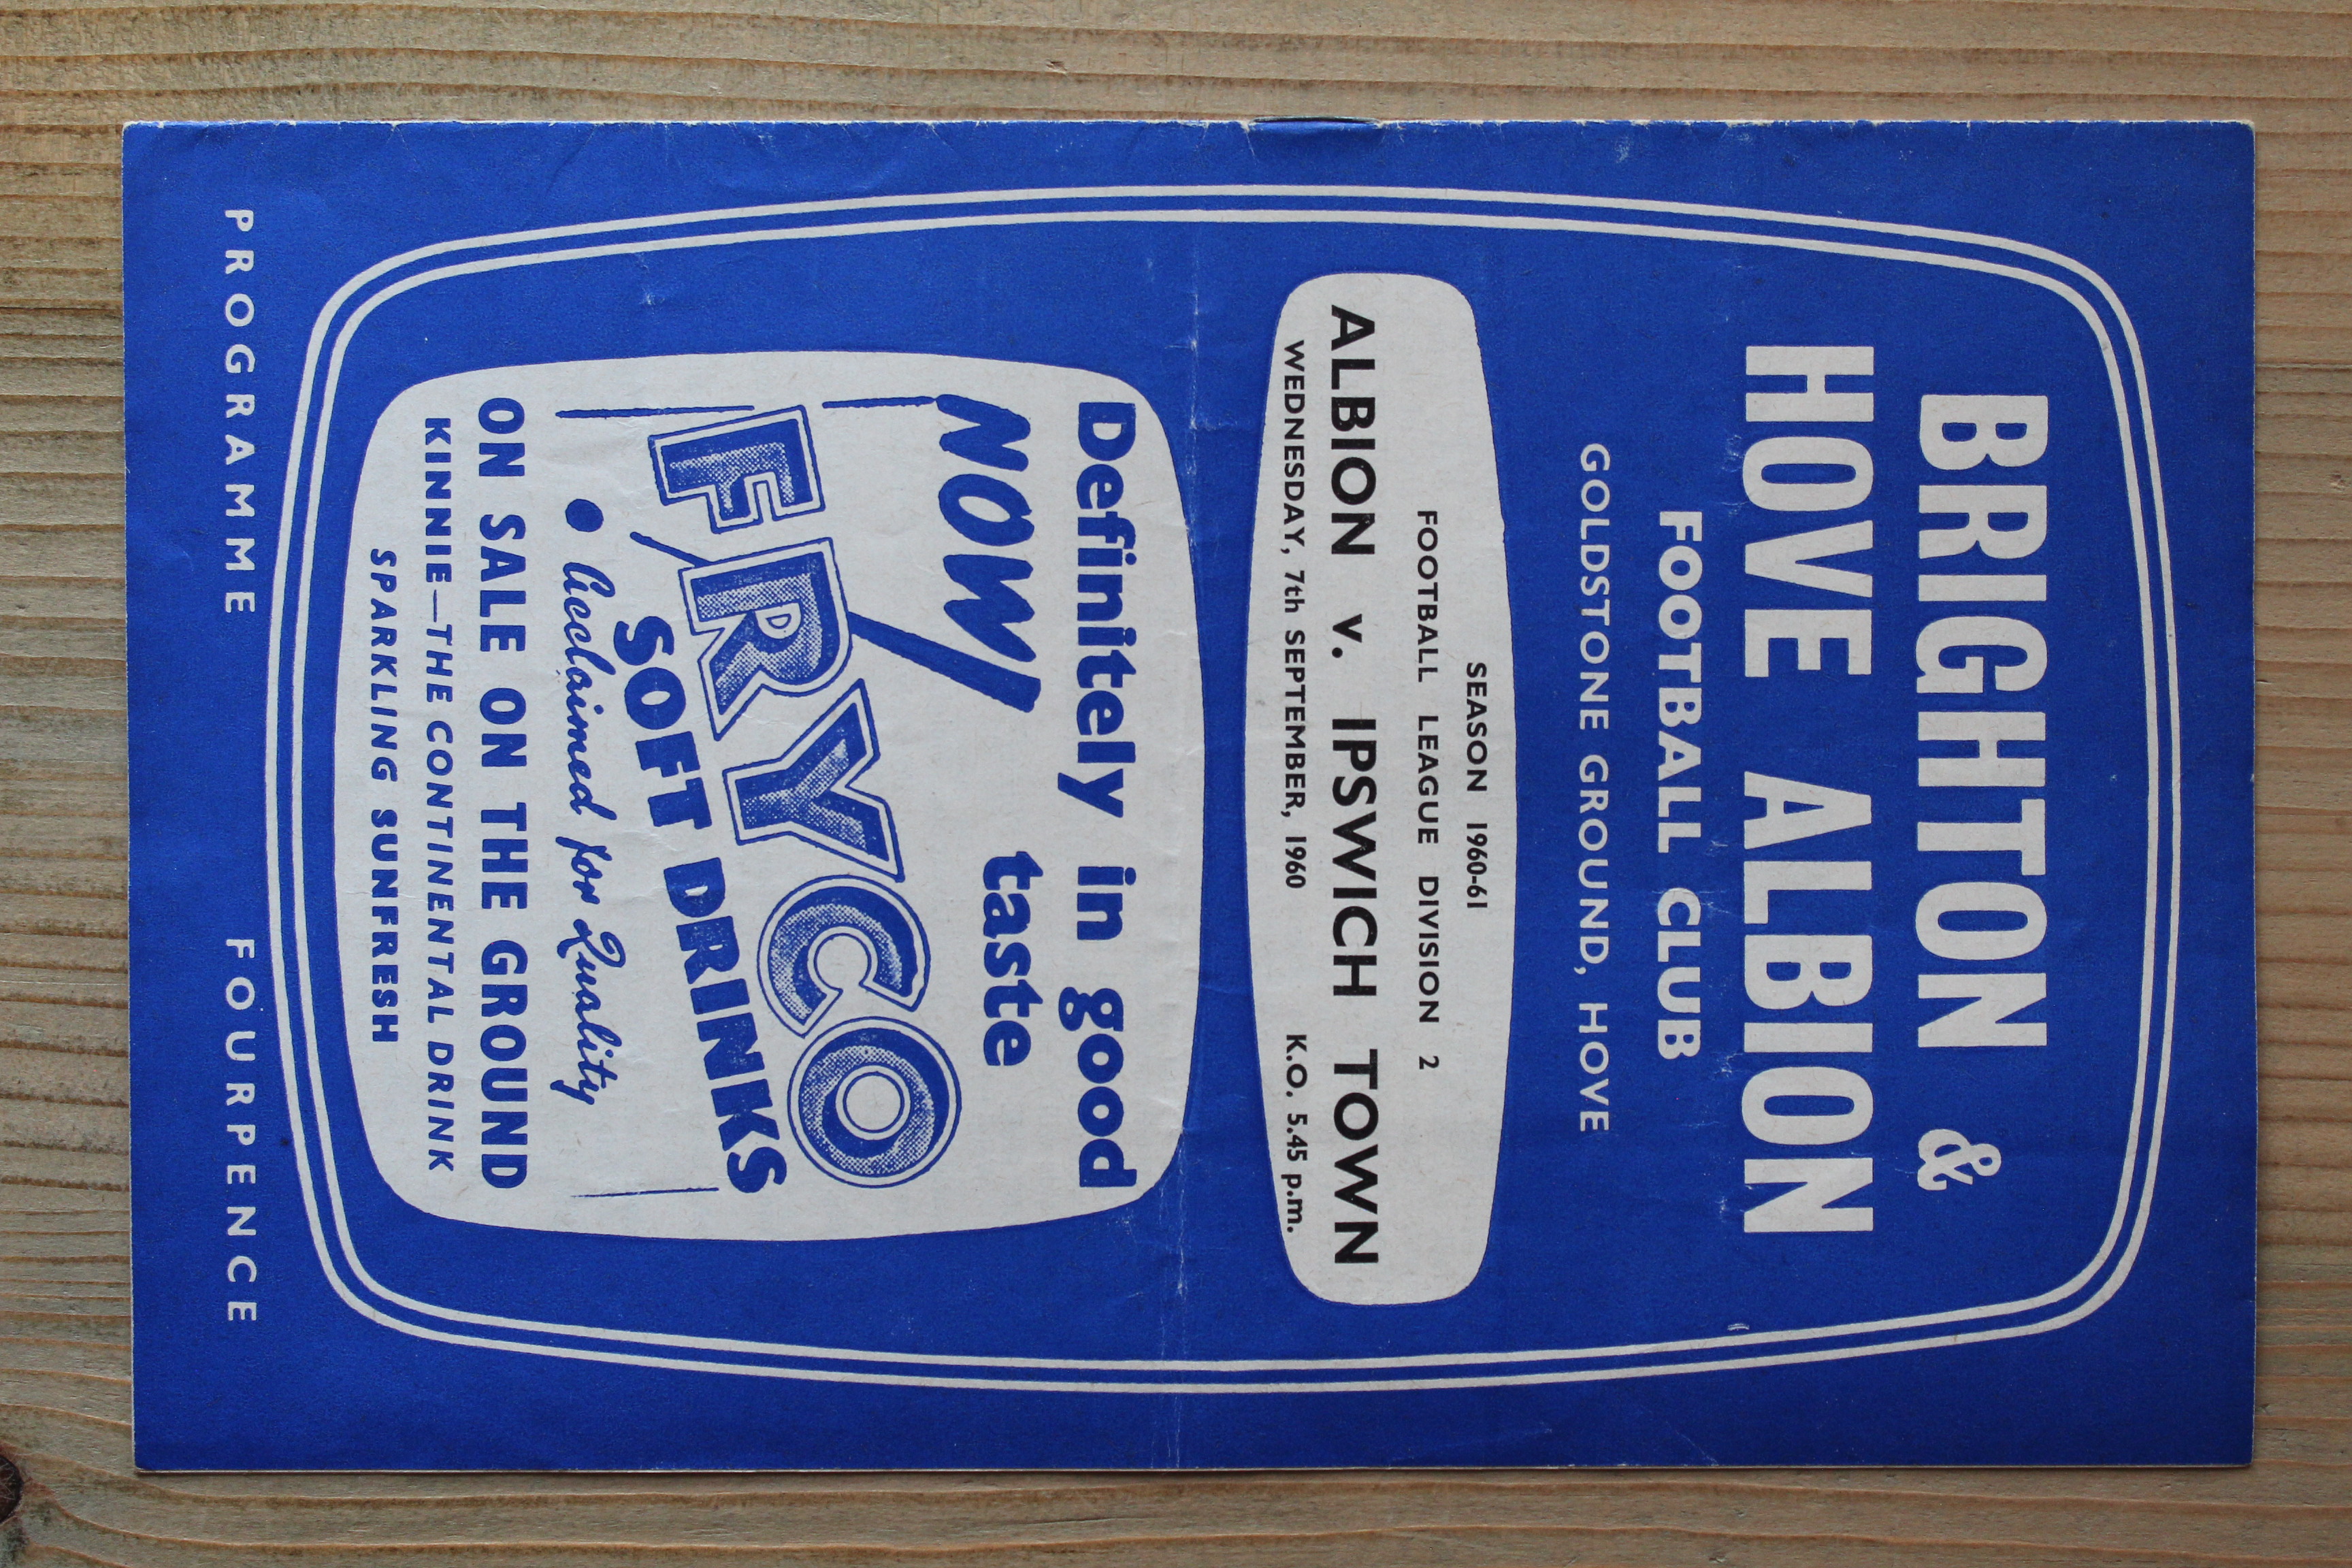 BRIGHTON &
HOVE ALBION
FOOTBALL CLUB
GOLDSTONE GROUND, HOVE
SEASON 1960-61
FOOTBALL LEAGUE DIVISION 2
ALBION v. IPSWICH TOWN
WEDNESDAY, 7th SEPTEMBER, 1960 K.O. 5.45 p.m.
Definitely in good
taste
NOW
FRYCO
SOFT DRINKS
● Acclaimed for Quality
ON SALE ON THE GROUND
KINNIE—THE CONTINENTAL DRINK
SPARKLING SUNFRESH
PROGRAMME FOURPENCE